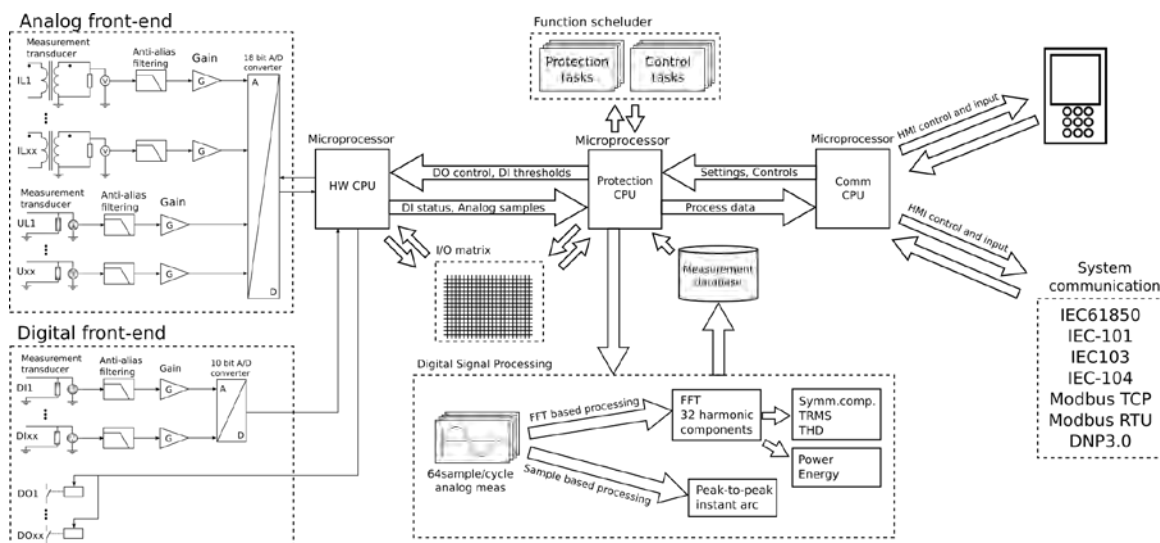 Analog front-end
Measurement
transducer
Anti-alias
filtering
Gain
18 bit A/D
converter
IL1
G
A
ILxx
G
Measurement
transducer
Anti-alias
filtering
Gain
UL1
G
Uxx
G
D
Digital front-end
Measurement
transducer
Anti-alias
filtering
Gain
10 bit A/D
converter
DI1
G
A
DIxx
G
D
DO1
DOxx
Function scheluder
Protection
tasks
Control
tasks
Microprocessor
HW CPU
Microprocessor
Protection
CPU
Microprocessor
Comm
CPU
DO control, DI thresholds
DI status, Analog samples
Settings, Controls
Process data
HMI control and input
HMI control and input
I/O matrix
Measurement
database
System
communication
IEC61850
IEC-101
IEC103
IEC-104
Modbus TCP
Modbus RTU
DNP3.0
Digital Signal Processing
64sample/cycle
analog meas
FFT based processing
Sample based processing
FFT
32 harmonic
components
Symm.comp.
TRMS
THD
Power
Energy
Peak-to-peak
instant arc